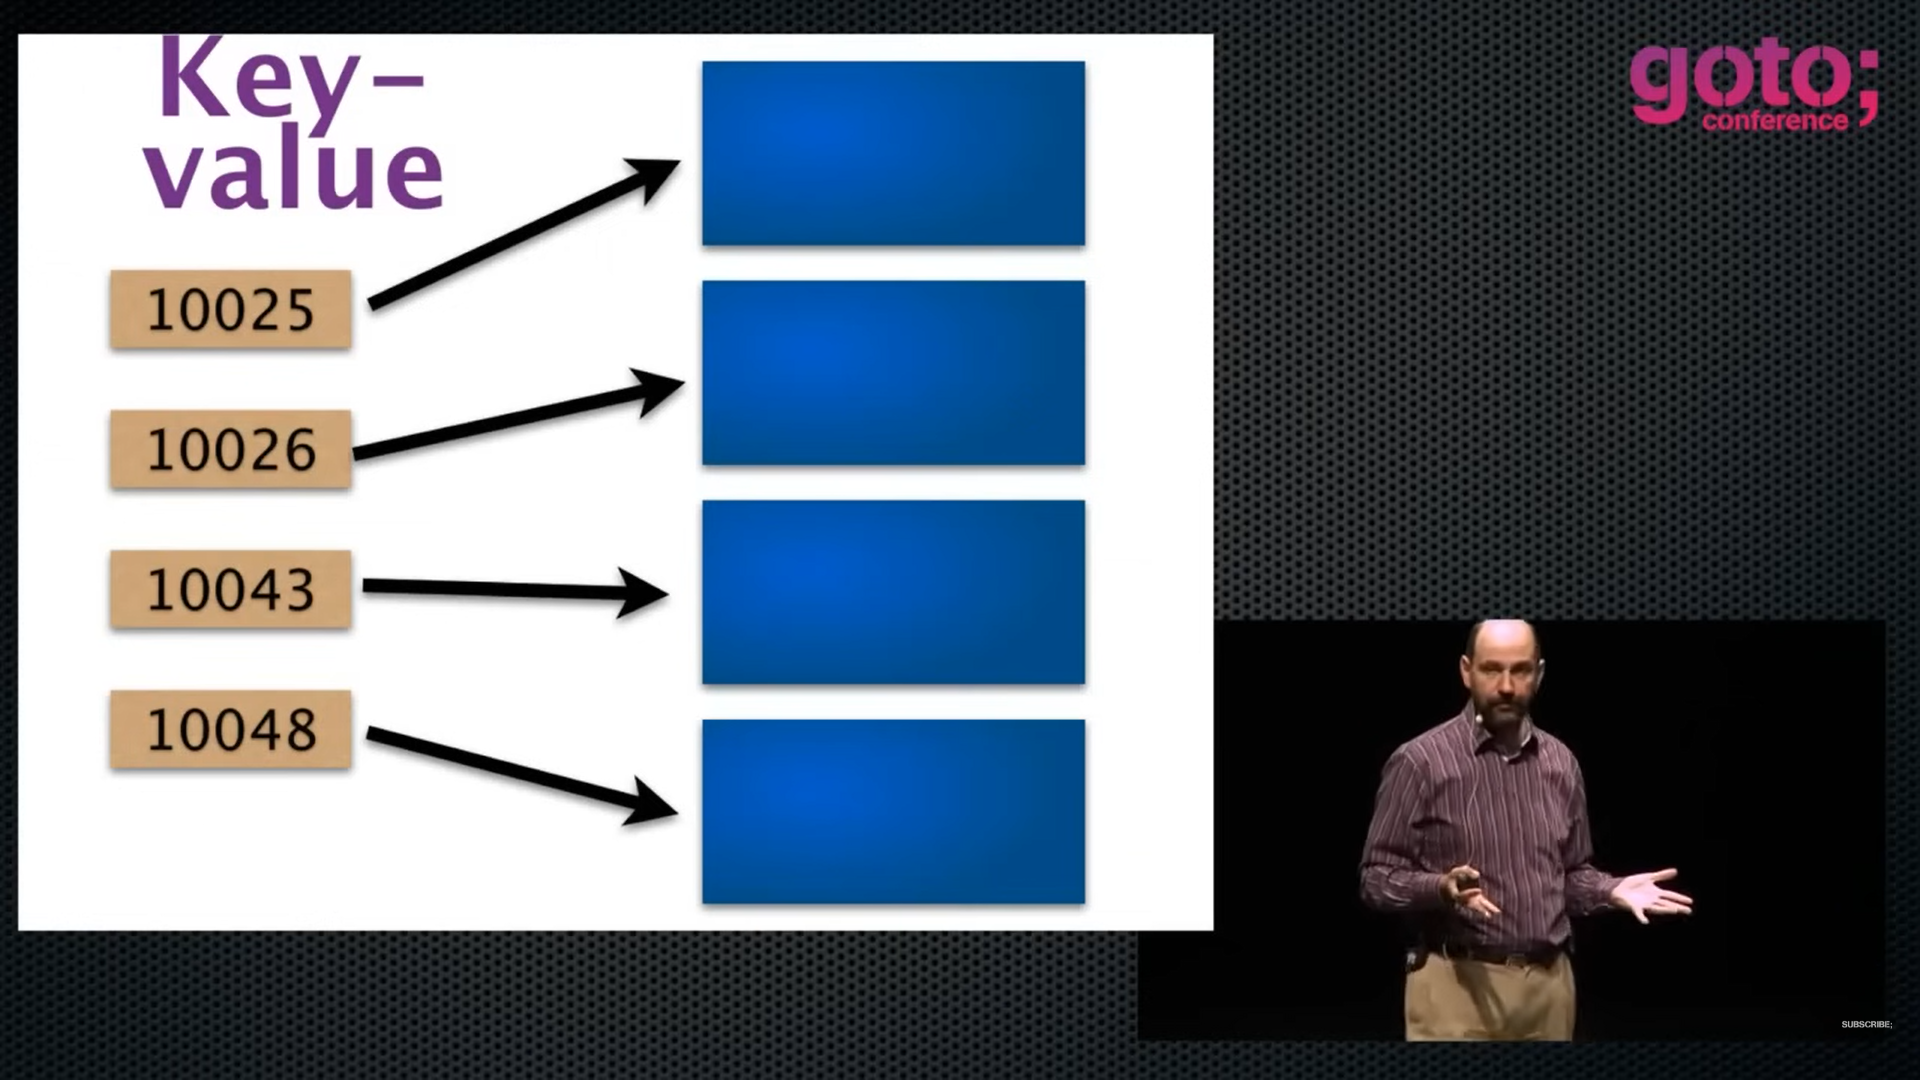 Key-
value
10025
10026
10043
10048
goto;
conference
SUBSCRIBE;